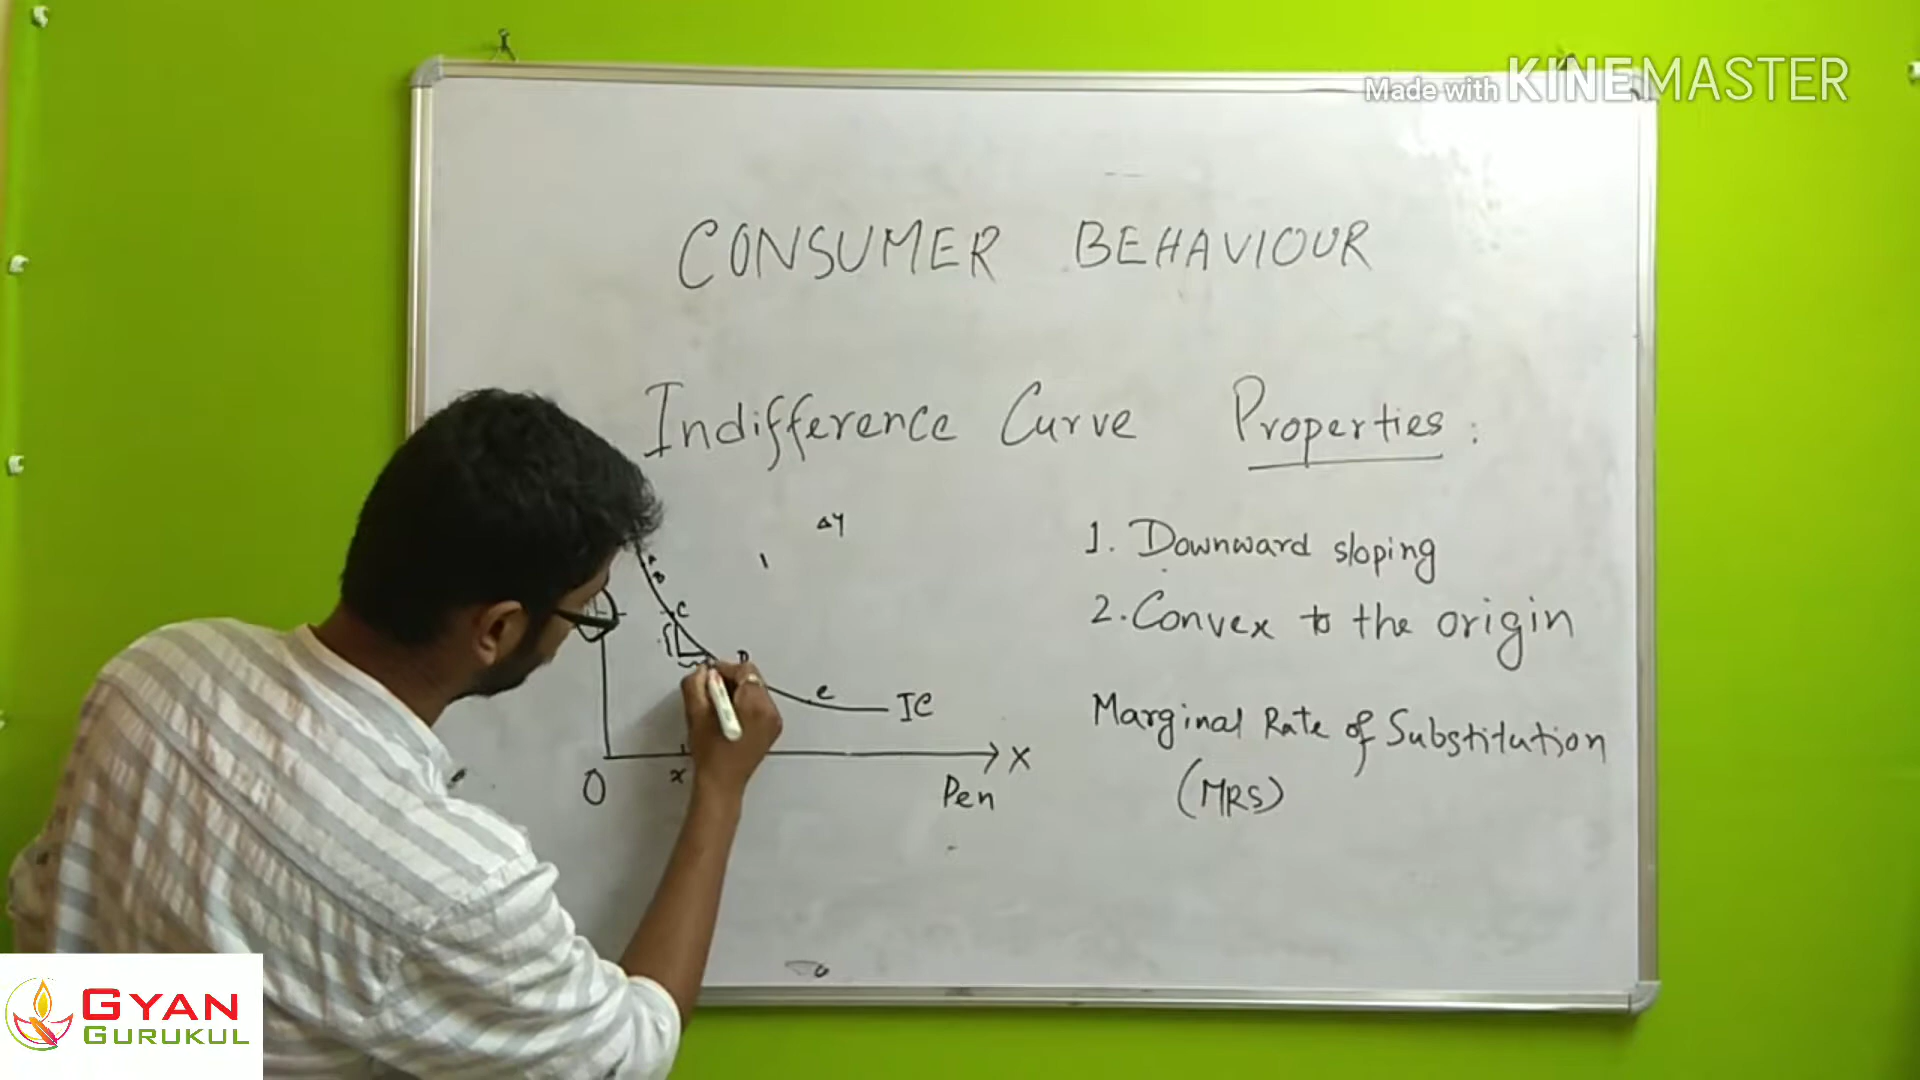 Made with KINEMASTER
CONSUMER BEHAVIOUR
Indifference Curve Properties :
ΔY
1. Downward sloping
A
B
C
2. Convex to the origin
D
e
IC
Marginal Rate of Substitution
X
O
x
Pen
(MRS)
GYAN
GURUKUL